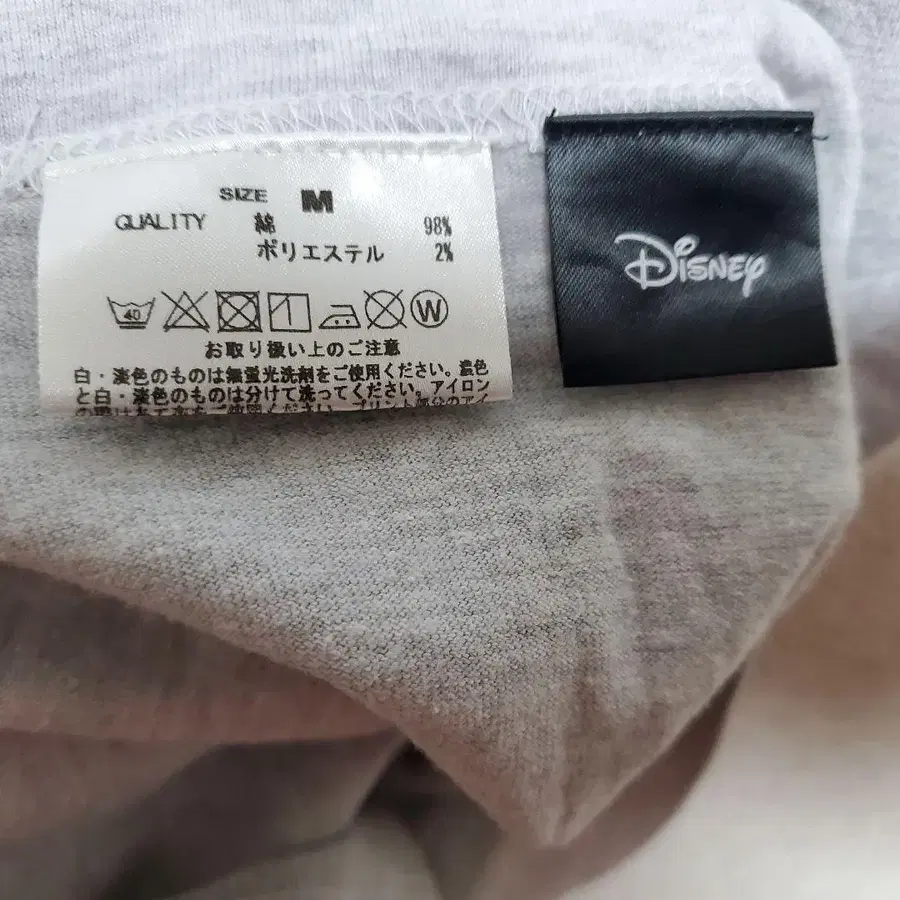 SIZE M
QUALITY 綿 98%
ポリエステル 2%
40
W
お取り扱い上のご注意
白・淡色のものは無蛍光洗剤をご使用ください。濃色
と白・淡色のものは分けて洗ってください。アイロン
Disney